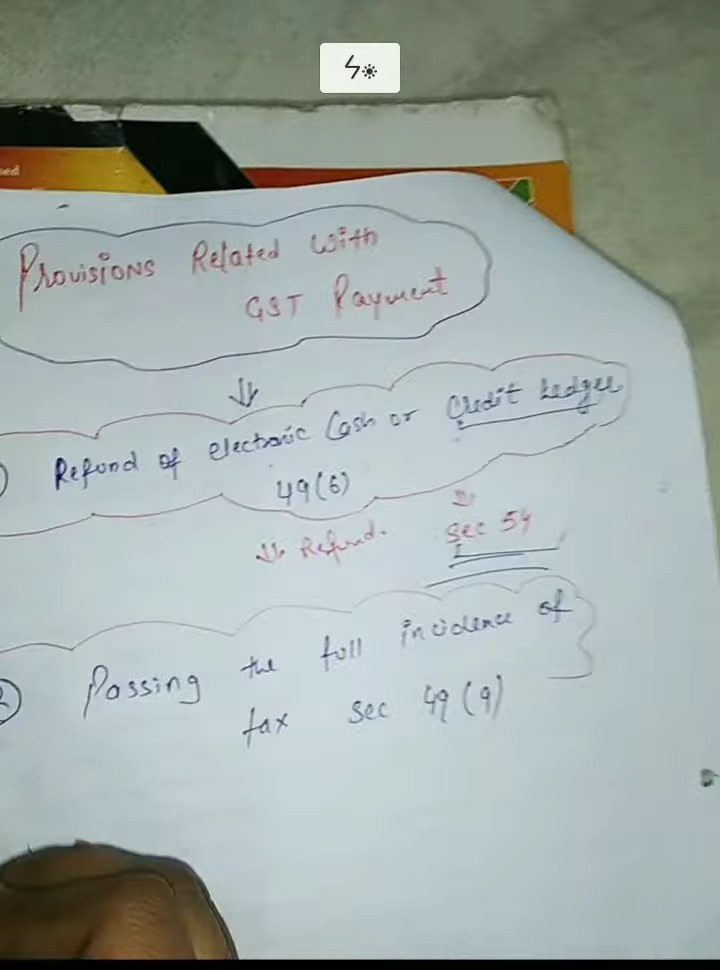 sed
Provisions Related with
GST Payment
Refund of electronic Cash or Credit Ledger
49(6)
Refund.
Sec 54
Passing the full incidence of
tax Sec 49 (9)